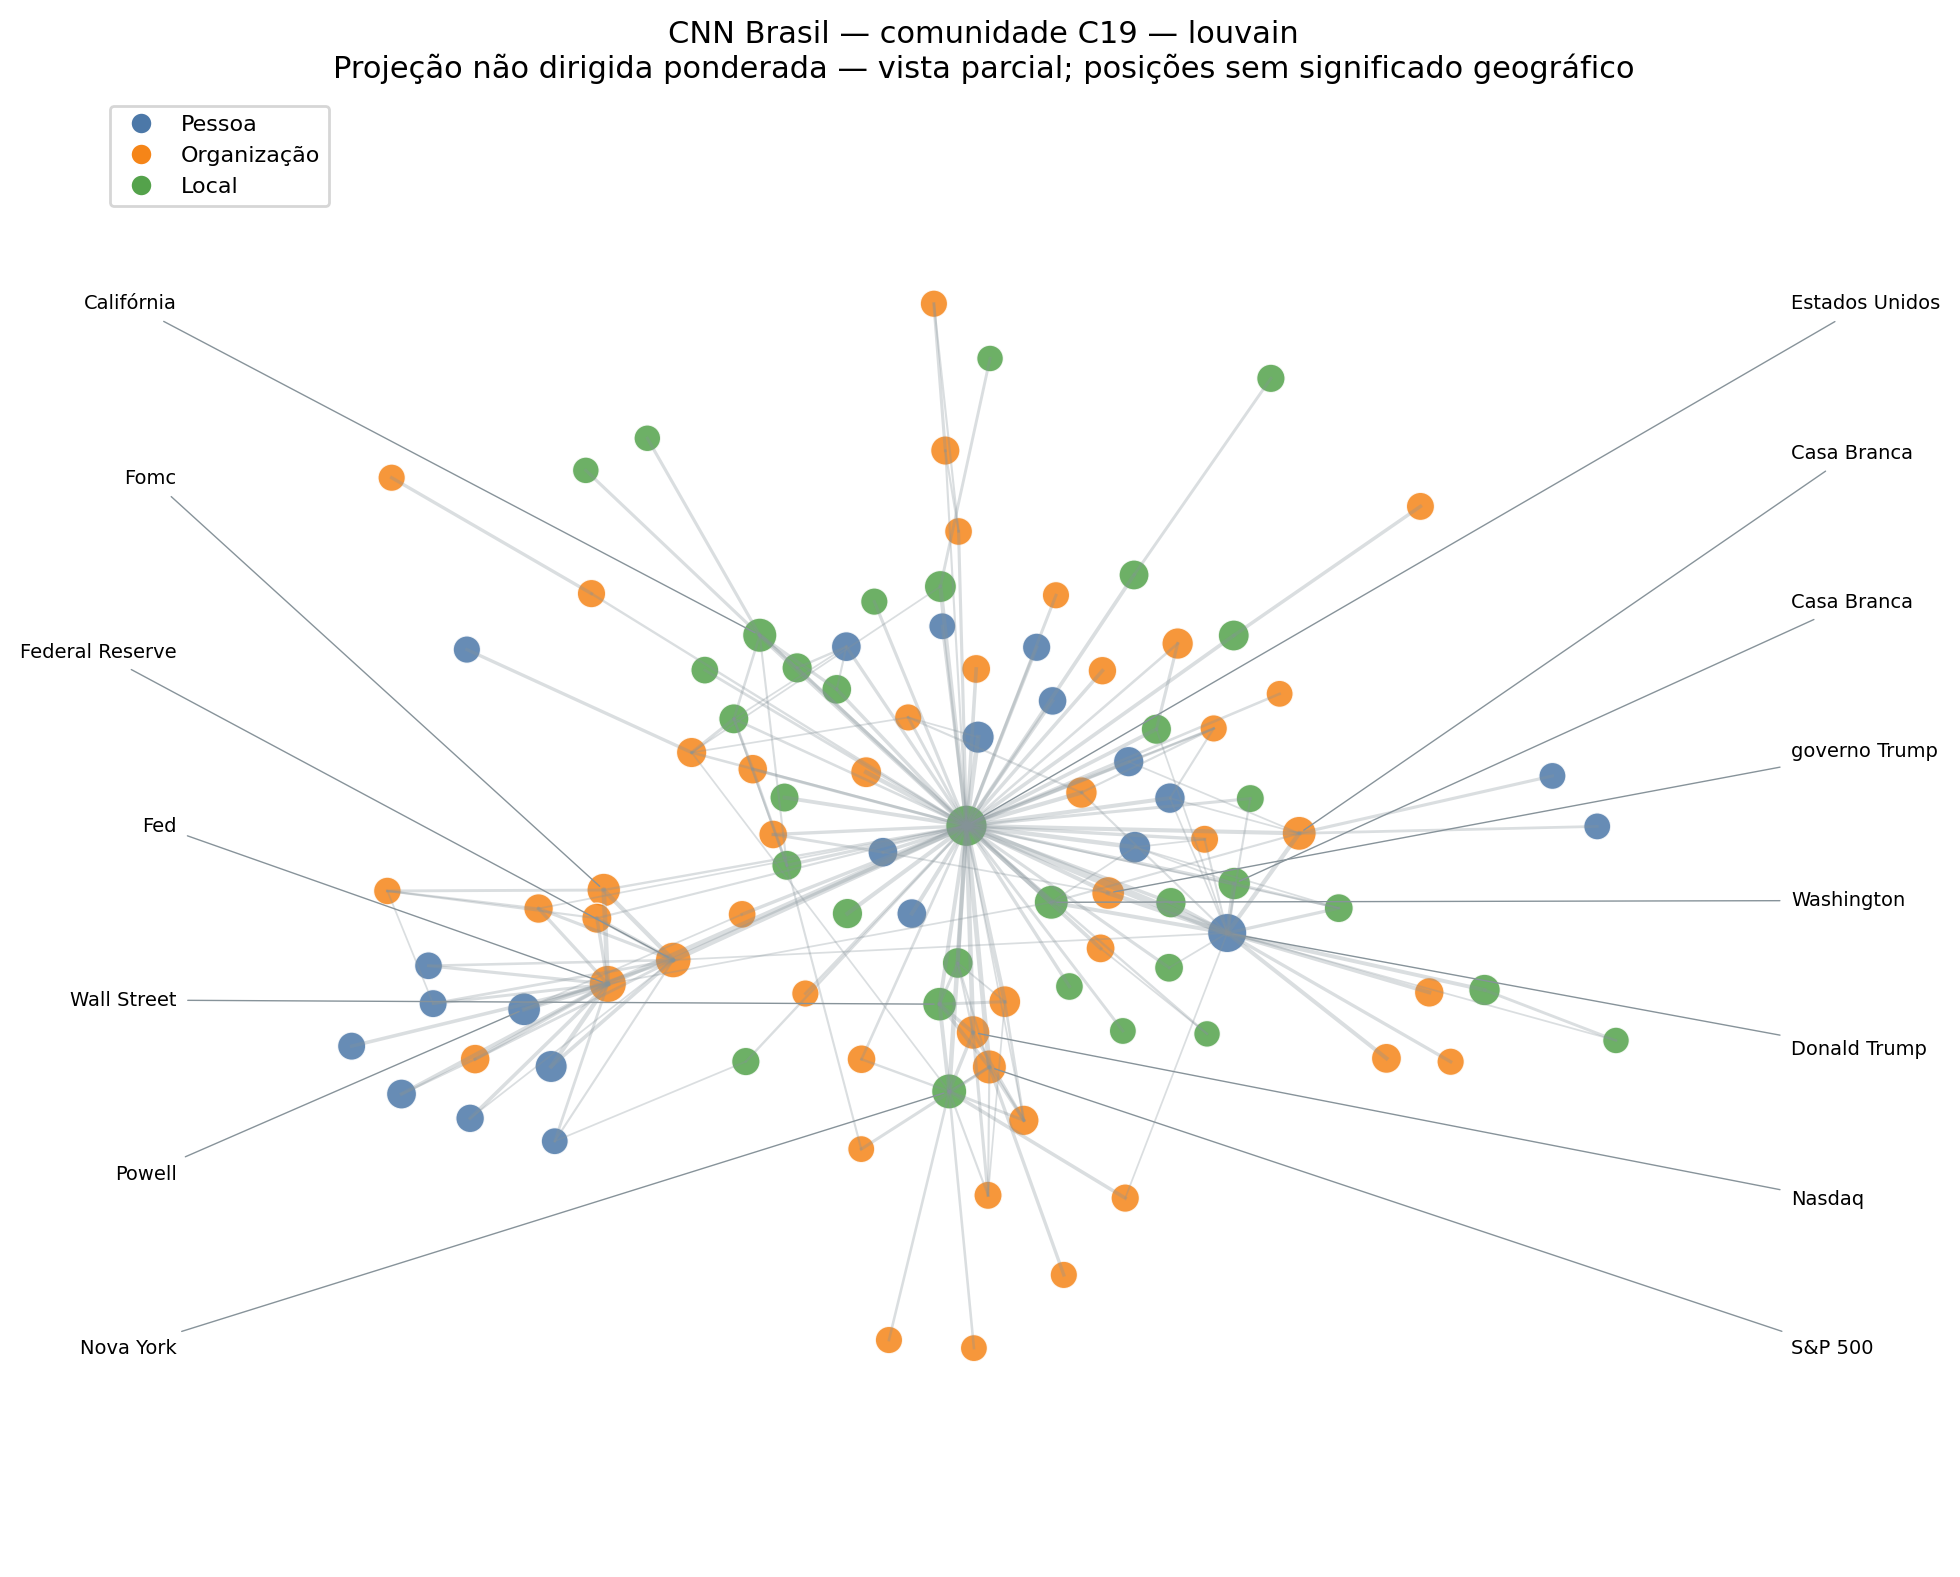 CNN Brasil — comunidade C19 — louvain
Projeção não dirigida ponderada — vista parcial; posições sem significado geográfico
Pessoa
Organização
Local
Califórnia
Fomc
Federal Reserve
Fed
Wall Street
Powell
Nova York
Estados Unidos
Casa Branca
Casa Branca
governo Trump
Washington
Donald Trump
Nasdaq
S&P 500